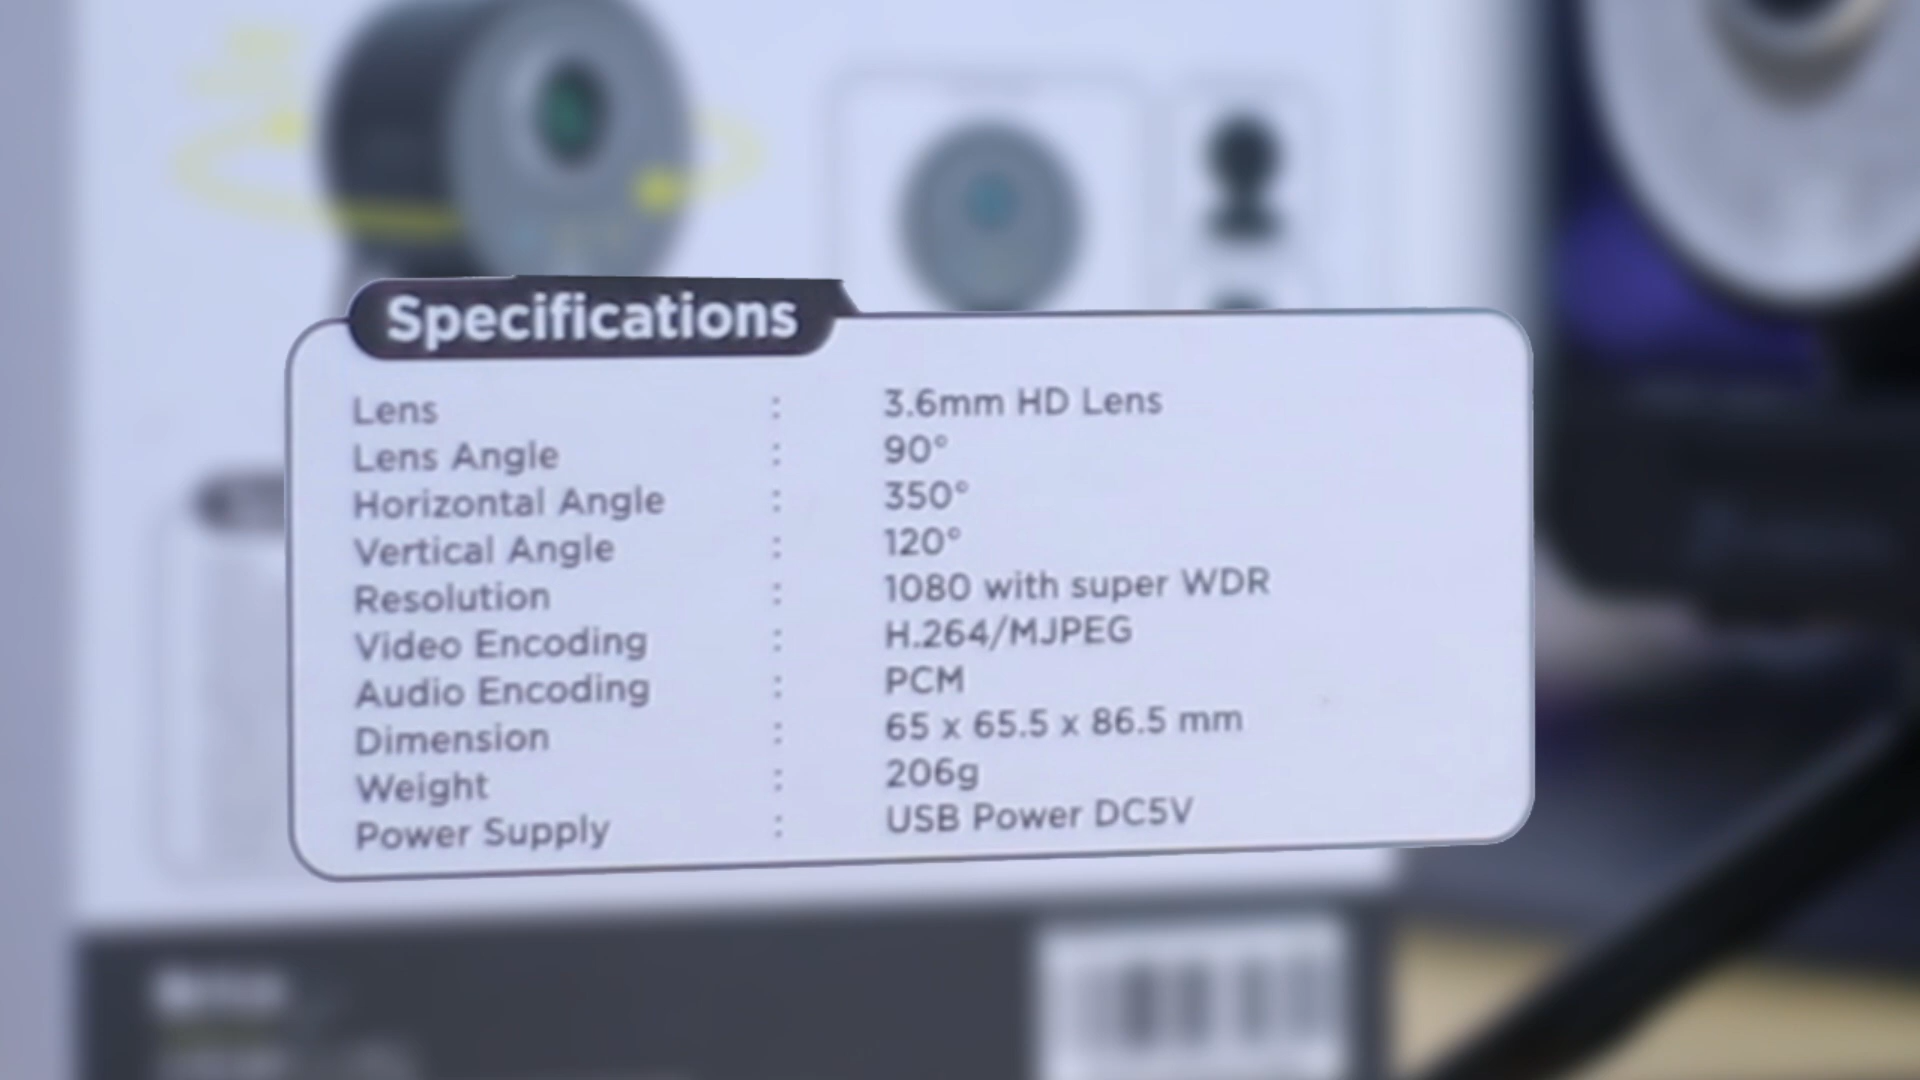 Specifications
Lens : 3.6mm HD Lens
Lens Angle : 90°
Horizontal Angle : 350°
Vertical Angle : 120°
Resolution : 1080 with super WDR
Video Encoding : H.264/MJPEG
Audio Encoding : PCM
Dimension : 65 x 65.5 x 86.5 mm
Weight : 206g
Power Supply : USB Power DC5V